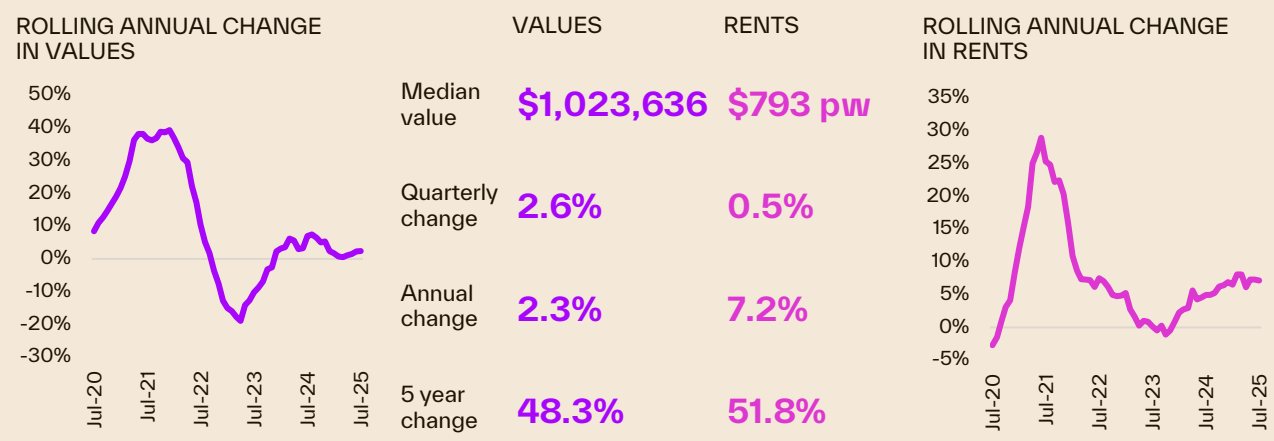 ROLLING ANNUAL CHANGE
IN VALUES
50%
40%
30%
20%
10%
0%
-10%
-20%
-30%
Jul-20
Jul-21
Jul-22
Jul-23
Jul-24
Jul-25
VALUES RENTS
Median
value
$1,023,636 $793 pw
Quarterly
change
2.6% 0.5%
Annual
change
2.3% 7.2%
5 year
change
48.3% 51.8%
ROLLING ANNUAL CHANGE
IN RENTS
35%
30%
25%
20%
15%
10%
5%
0%
-5%
Jul-20
Jul-21
Jul-22
Jul-23
Jul-24
Jul-25